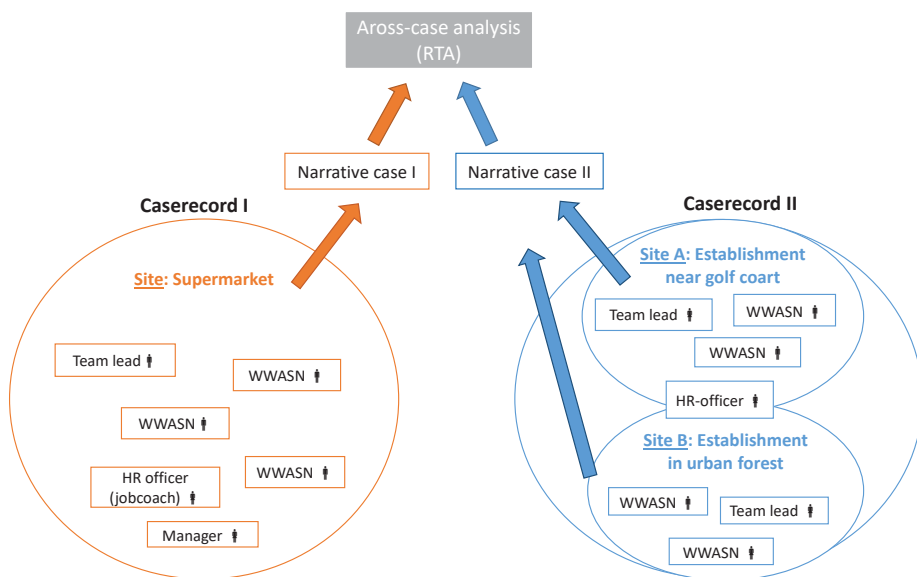 Aross-case analysis
(RTA)
Narrative case I
Narrative case II
Caserecord I
Caserecord II
Site: Supermarket
Team lead
WWASN
WWASN
WWASN
HR officer
(jobcoach)
Manager
Site A: Establishment
near golf coart
Team lead
WWASN
WWASN
HR-officer
Site B: Establishment
in urban forest
WWASN
Team lead
WWASN